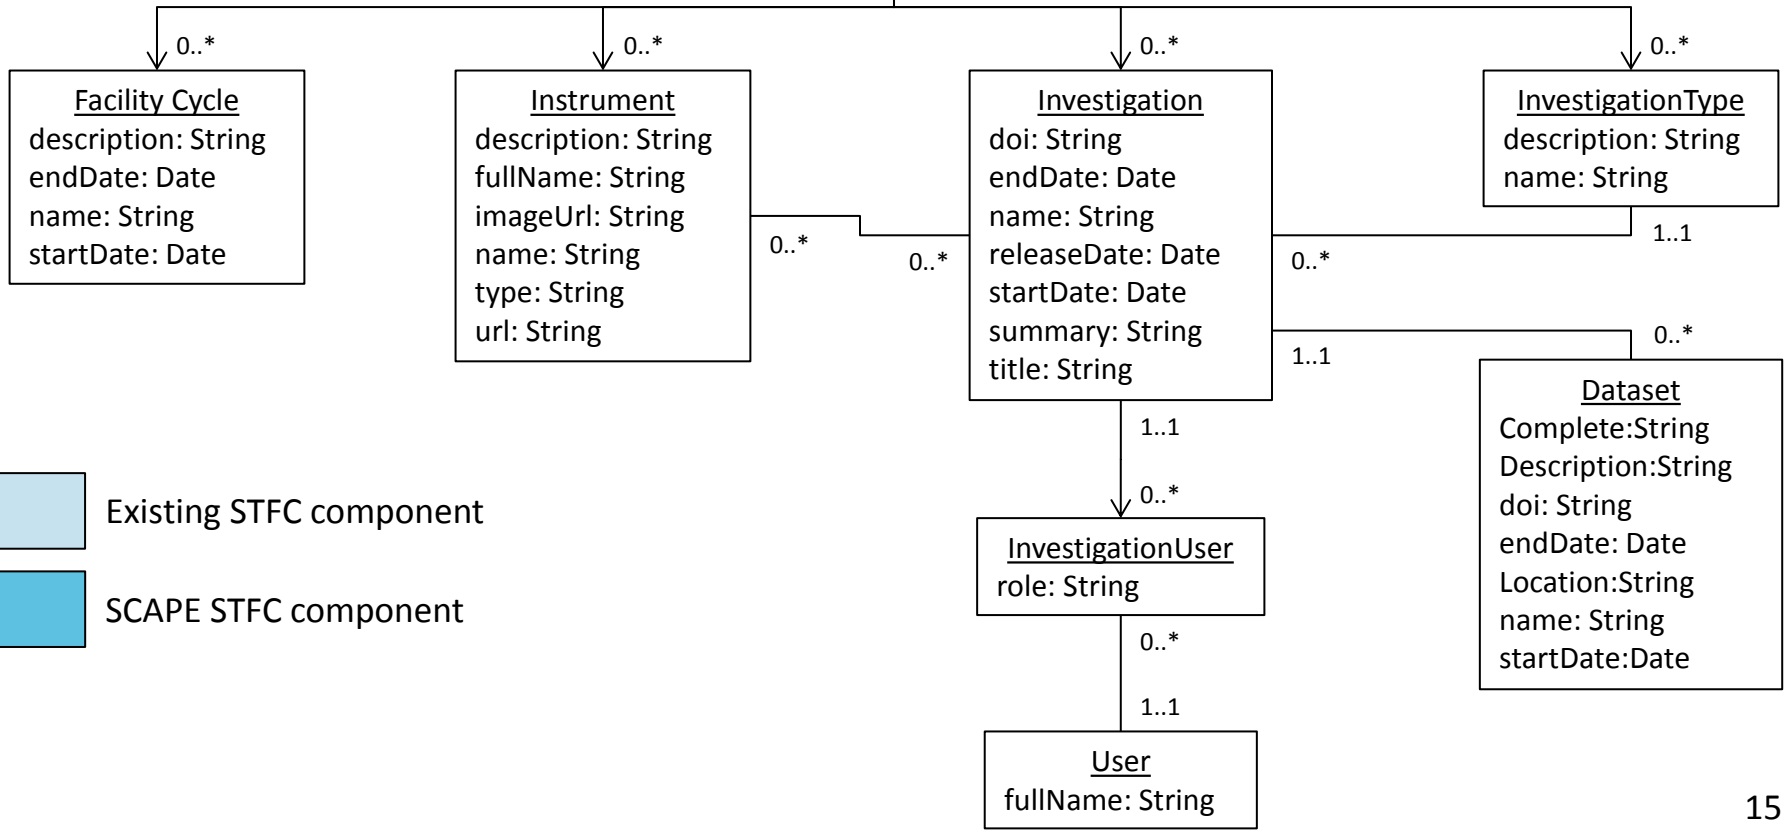 0..*
0..*
0..*
0..*
Facility Cycle
description: String
endDate: Date
name: String
startDate: Date
Instrument
description: String
fullName: String
imageUrl: String
name: String
type: String
url: String
0..*
0..*
Investigation
doi: String
endDate: Date
name: String
releaseDate: Date
startDate: Date
summary: String
title: String
InvestigationType
description: String
name: String
1..1
0..*
1..1
0..*
Dataset
Complete:String
Description:String
doi: String
endDate: Date
Location:String
name: String
startDate:Date
1..1
0..*
InvestigationUser
role: String
0..*
1..1
User
fullName: String
Existing STFC component
SCAPE STFC component
15